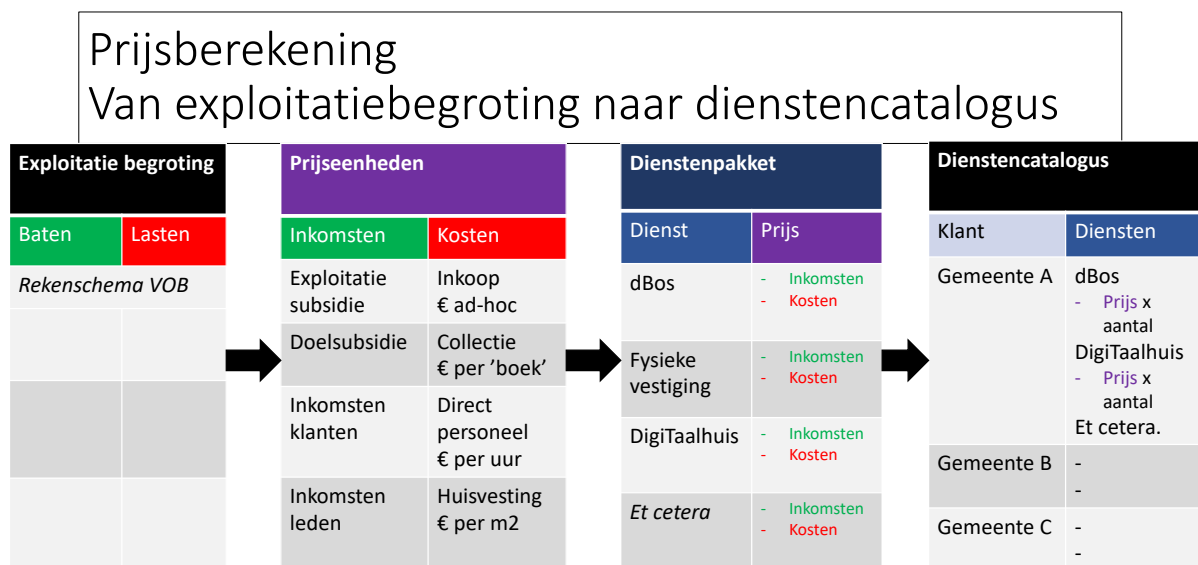 Prijsberekening
Van exploitatiebegroting naar dienstencatalogus
Exploitatie begroting
Baten
Lasten
Rekenschema VOB
Prijseenheden
Inkomsten
Kosten
Exploitatie
subsidie
Inkoop
€ ad-hoc
Doelsubsidie
Collectie
€ per ’boek’
Inkomsten
klanten
Direct
personeel
€ per uur
Inkomsten
leden
Huisvesting
€ per m2
Dienstenpakket
Dienst
Prijs
dBos
- Inkomsten
- Kosten
Fysieke
vestiging
- Inkomsten
- Kosten
DigiTaalhuis
- Inkomsten
- Kosten
Et cetera
- Inkomsten
- Kosten
Dienstencatalogus
Klant
Diensten
Gemeente A
dBos
- Prijs x
aantal
DigiTaalhuis
- Prijs x
aantal
Et cetera.
Gemeente B
-
-
Gemeente C
-
-